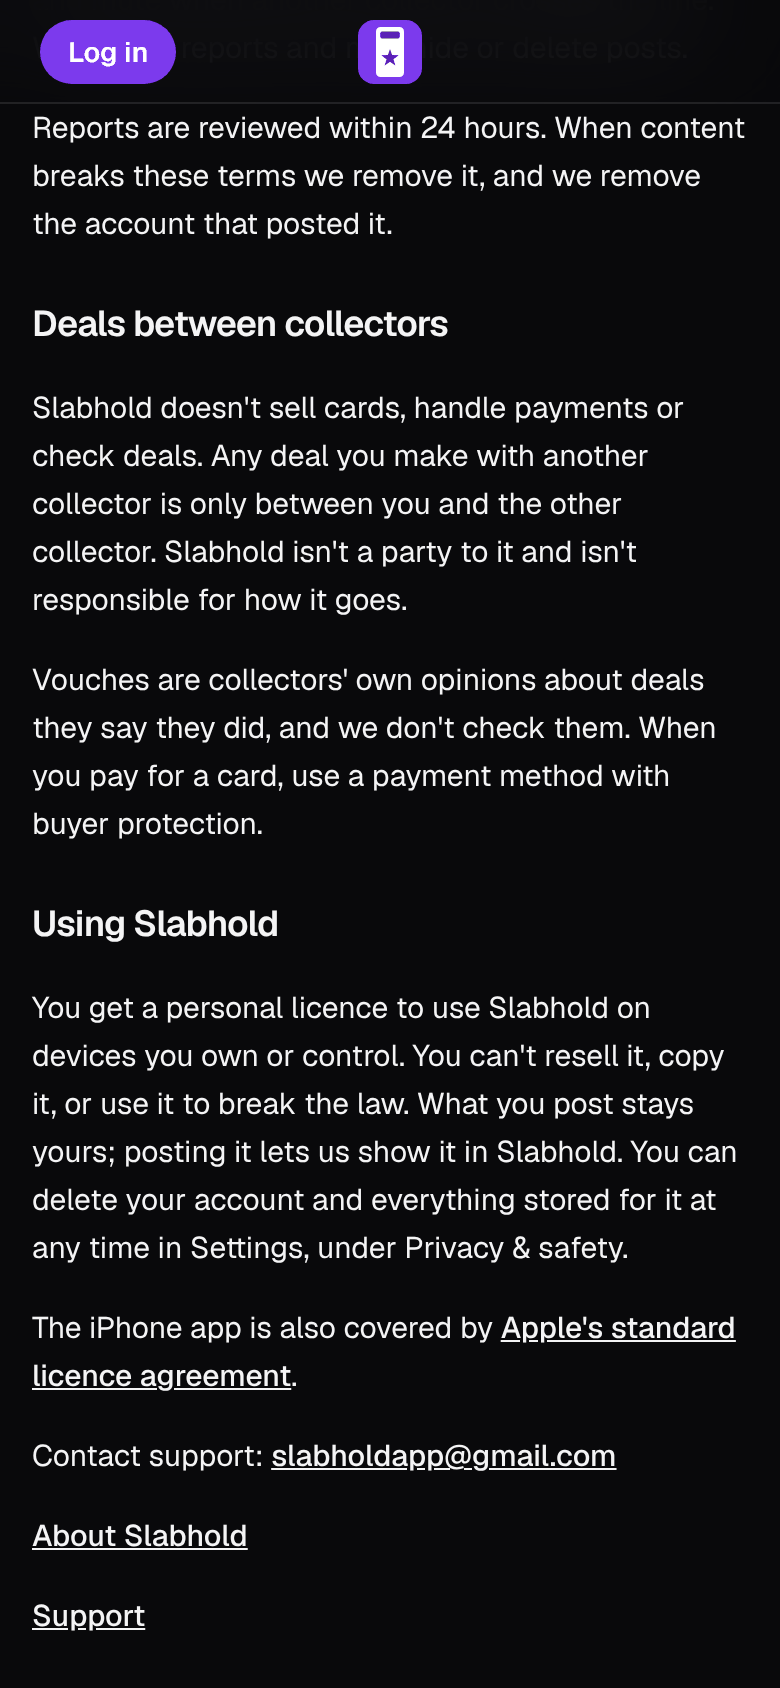 Log in
reports and
ide or delete posts.
Reports are reviewed within 24 hours. When content
breaks these terms we remove it, and we remove
the account that posted it.
Deals between collectors
Slabhold doesn't sell cards, handle payments or
check deals. Any deal you make with another
collector is only between you and the other
collector. Slabhold isn't a party to it and isn't
responsible for how it goes.
Vouches are collectors' own opinions about deals
they say they did, and we don't check them. When
you pay for a card, use a payment method with
buyer protection.
Using Slabhold
You get a personal licence to use Slabhold on
devices you own or control. You can't resell it, copy
it, or use it to break the law. What you post stays
yours; posting it lets us show it in Slabhold. You can
delete your account and everything stored for it at
any time in Settings, under Privacy & safety.
The iPhone app is also covered by Apple's standard
licence agreement.
Contact support: slabholdapp@gmail.com
About Slabhold
Support